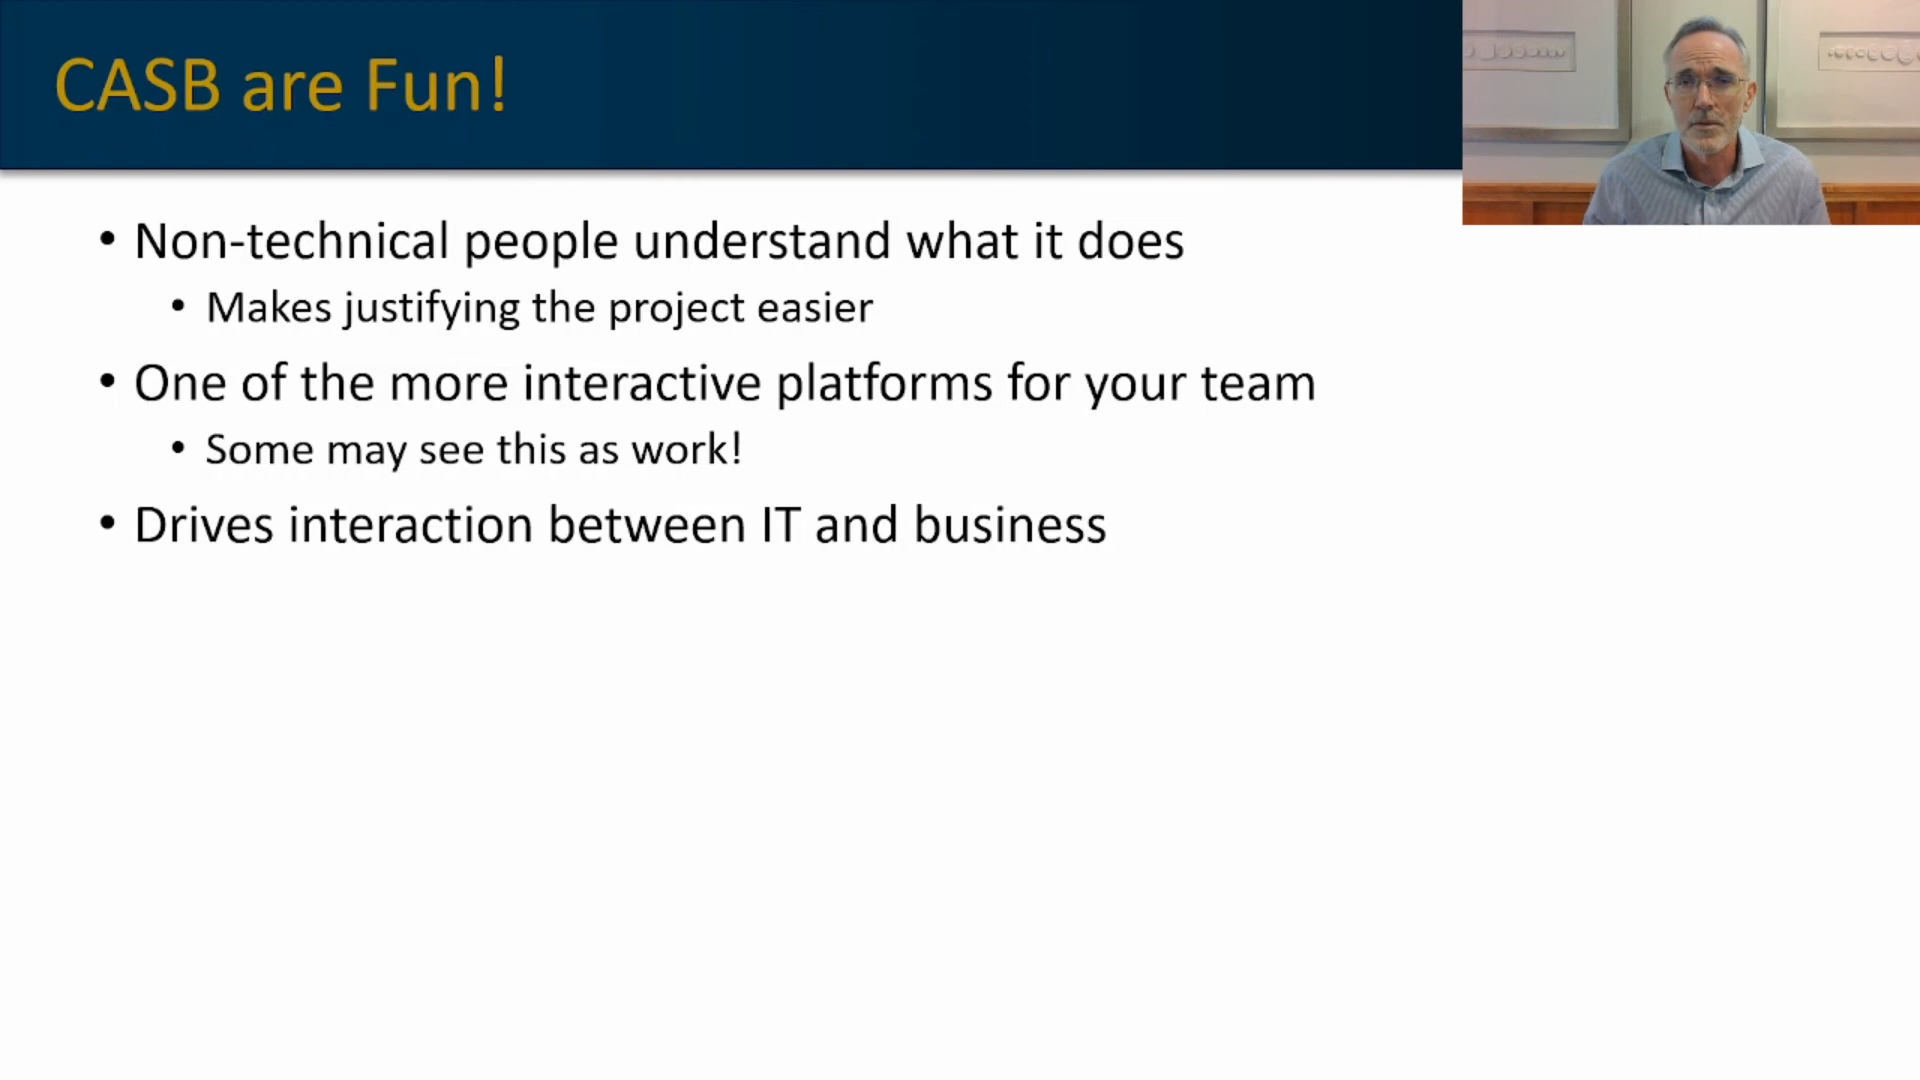 CASB are Fun!
• Non-technical people understand what it does
• Makes justifying the project easier
• One of the more interactive platforms for your team
• Some may see this as work!
• Drives interaction between IT and business